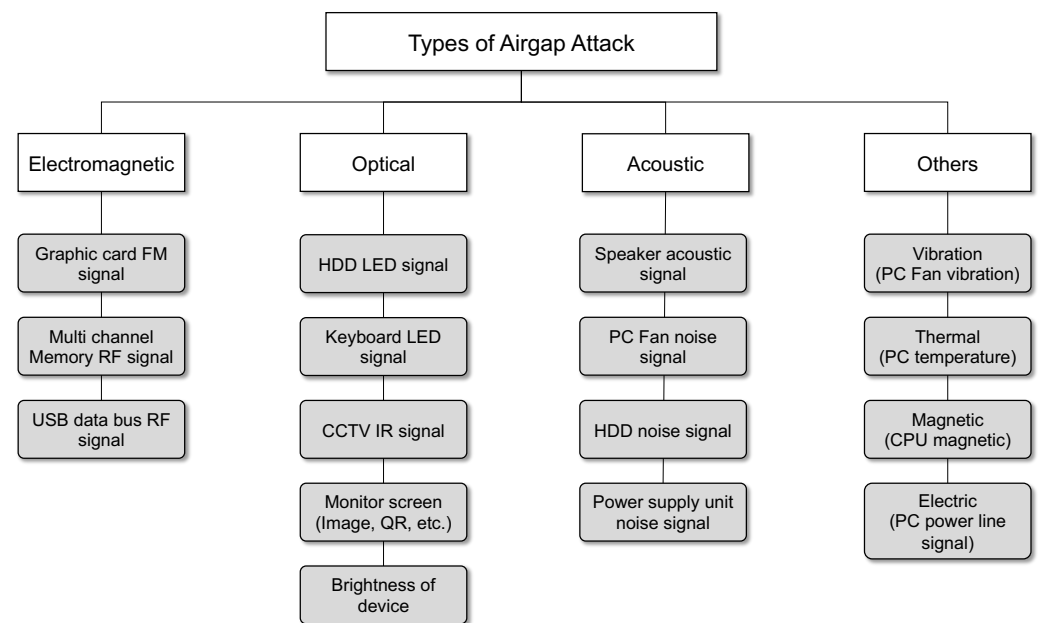 Types of Airgap Attack
Electromagnetic
Optical
Acoustic
Others
Graphic card FM
signal
Multi channel
Memory RF signal
USB data bus RF
signal
HDD LED signal
Keyboard LED
signal
CCTV IR signal
Monitor screen
(Image, QR, etc.)
Brightness of
device
Speaker acoustic
signal
PC Fan noise
signal
HDD noise signal
Power supply unit
noise signal
Vibration
(PC Fan vibration)
Thermal
(PC temperature)
Magnetic
(CPU magnetic)
Electric
(PC power line
signal)